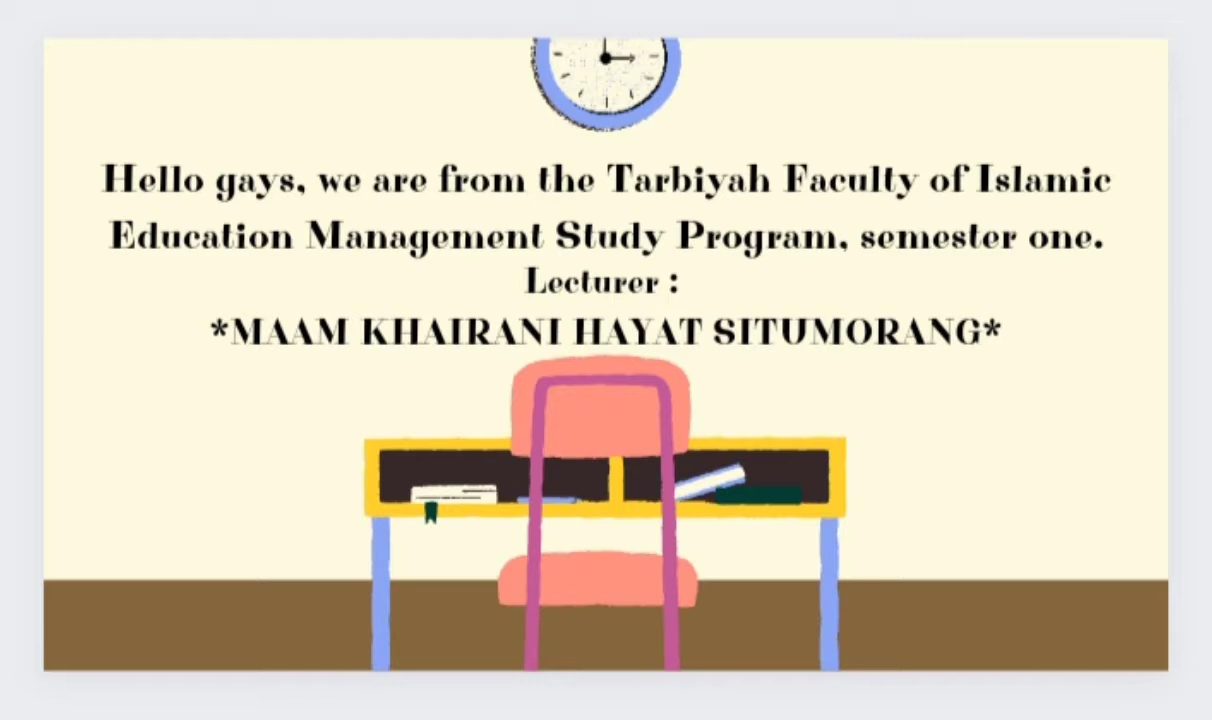 Hello gays, we are from the Tarbiyah Faculty of Islamic
Education Management Study Program, semester one.
Lecturer :
*MAAM KHAIRANI HAYAT SITUMORANG*